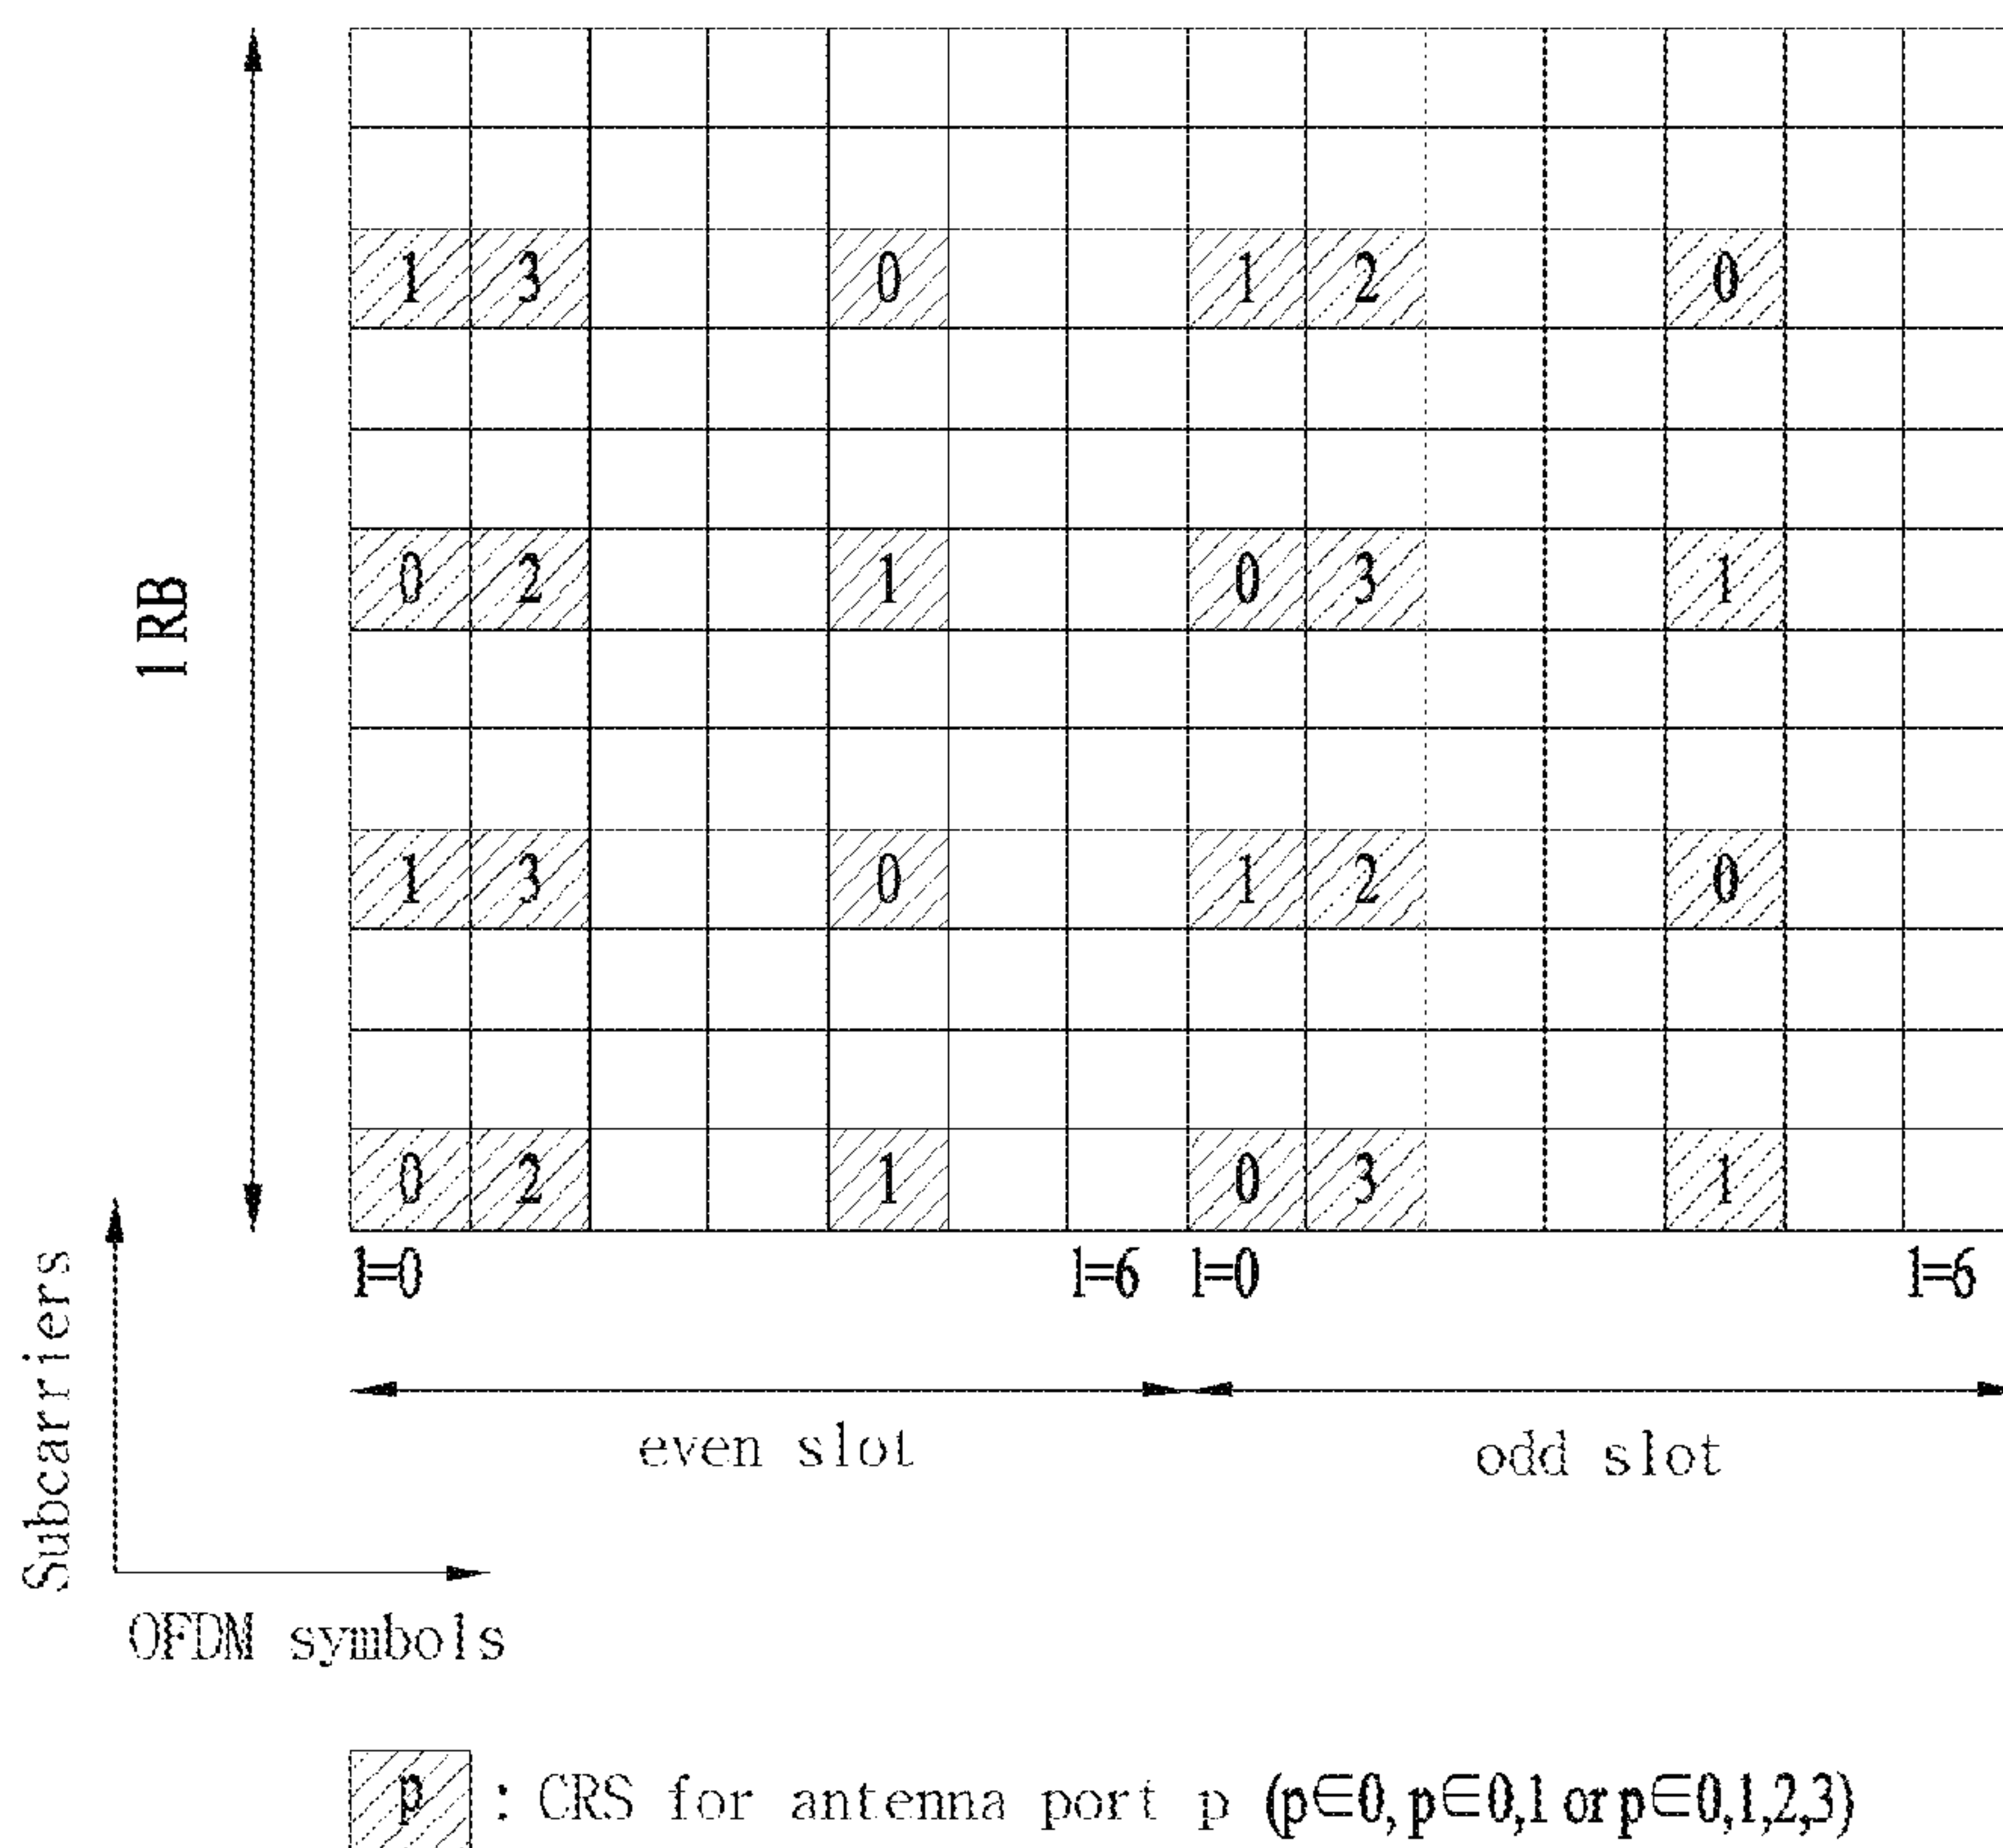 1 3 0 1 2 0
0 2 1 0 3 1
1 RB
1 3 0 1 2 0
0 2 1 0 3 1
l=0 l=6 l=0 l=6
even slot odd slot
Subcarriers
OFDM symbols
p : CRS for antenna port p (p∈0, p∈0,1 or p∈0,1,2,3)